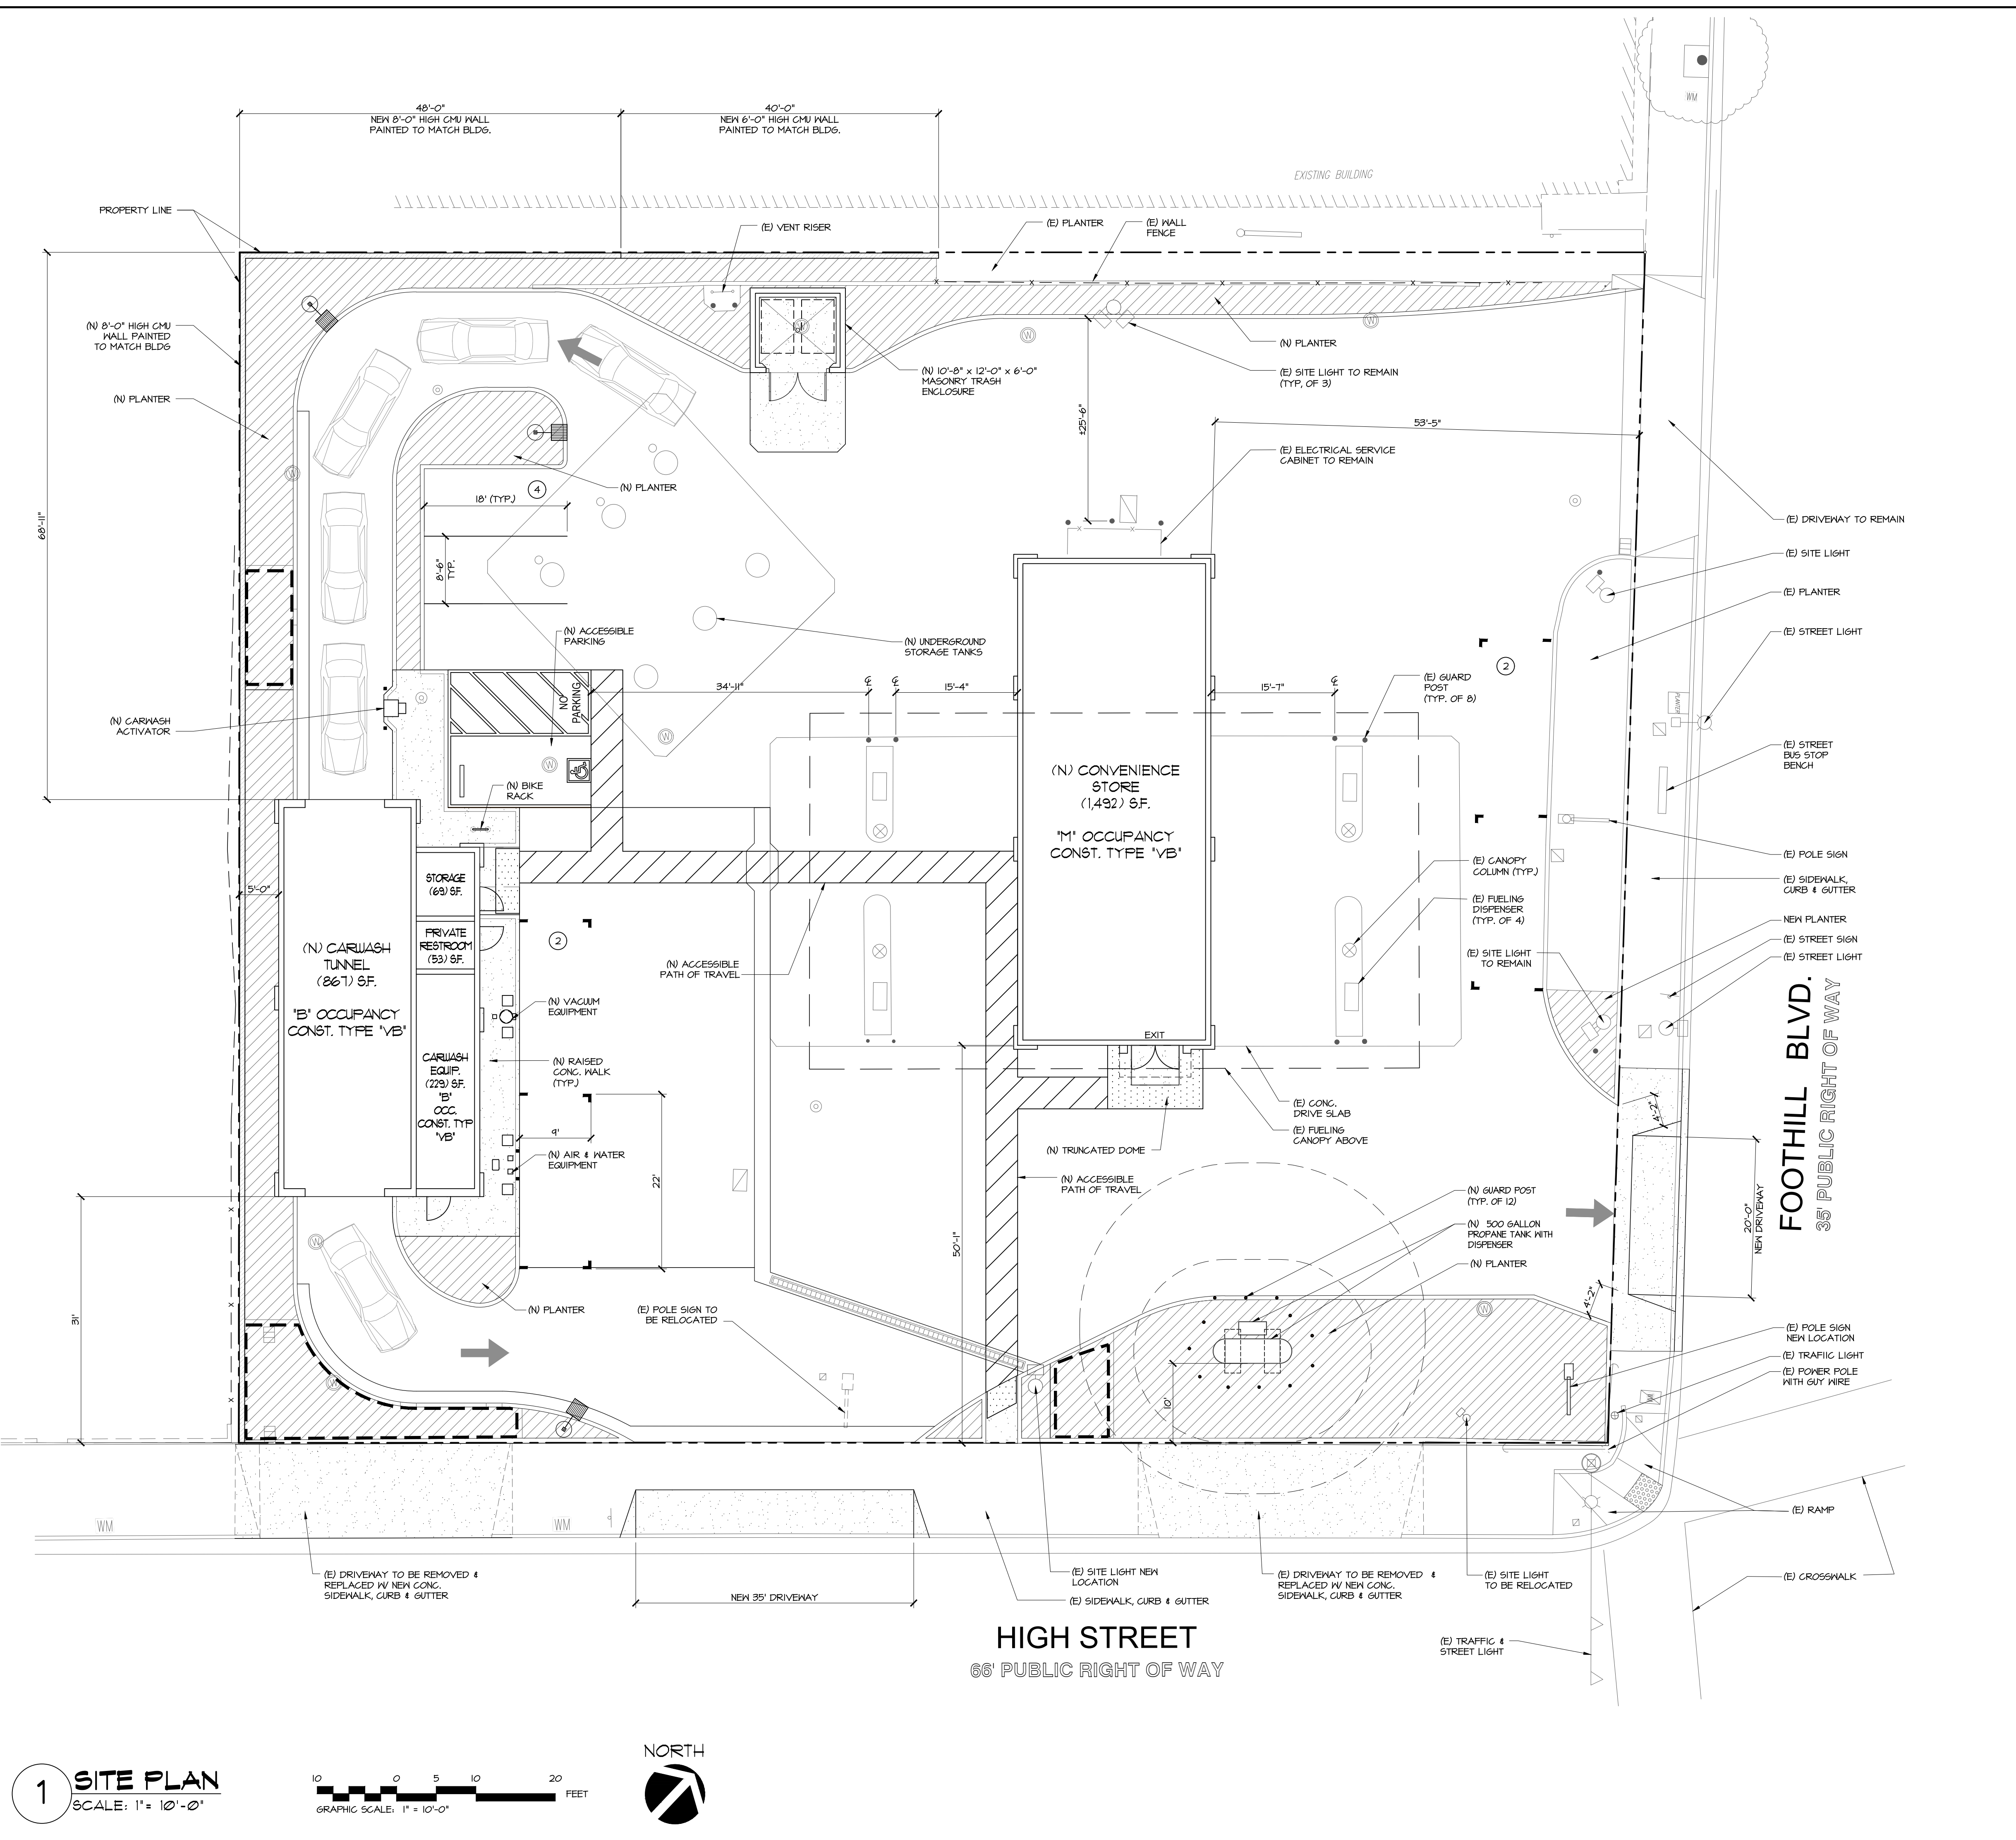 48'-0"
NEW 8'-0" HIGH CMU WALL
PAINTED TO MATCH BLDG.
40'-0"
NEW 6'-0" HIGH CMU WALL
PAINTED TO MATCH BLDG.
WM
EXISTING BUILDING
PROPERTY LINE
(E) VENT RISER
(E) PLANTER
(E) WALL
FENCE
(N) 8'-0" HIGH CMU
WALL PAINTED
TO MATCH BLDG
(N) PLANTER
(N) 10'-8" x 12'-0" x 6'-0"
MASONRY TRASH
ENCLOSURE
(N) PLANTER
(E) SITE LIGHT TO REMAIN
(TYP, OF 3)
±25'-6"
53'-5"
(E) ELECTRICAL SERVICE
CABINET TO REMAIN
(N) PLANTER
18' (TYP.)
4
8'-6"
TYP.
68'-11"
(E) DRIVEWAY TO REMAIN
(E) SITE LIGHT
(E) PLANTER
(E) STREET LIGHT
(N) ACCESSIBLE
PARKING
(N) UNDERGROUND
STORAGE TANKS
NO
PARKING
34'-11"
15'-4"
15'-7"
2
(E) GUARD
POST
(TYP. OF 8)
PLANTER
(N) CARWASH
ACTIVATOR
(N) BIKE
RACK
(E) STREET
BUS STOP
BENCH
(N) CONVENIENCE
STORE
(1,492) S.F.
"M" OCCUPANCY
CONST. TYPE "VB"
(E) CANOPY
COLUMN (TYP.)
(E) POLE SIGN
(E) SIDEWALK,
CURB & GUTTER
5'-0"
STORAGE
(69) S.F.
PRIVATE
RESTROOM
(53) S.F.
(N) CARWASH
TUNNEL
(867) S.F.
"B" OCCUPANCY
CONST. TYPE "VB"
2
(N) ACCESSIBLE
PATH OF TRAVEL
(E) FUELING
DISPENSER
(TYP. OF 4)
(E) SITE LIGHT
TO REMAIN
NEW PLANTER
(E) STREET SIGN
(E) STREET LIGHT
(N) VACUUM
EQUIPMENT
(N) RAISED
CONC. WALK
(TYP.)
CARWASH
EQUIP.
(229) S.F.
"B"
OCC.
CONST. TYP
"VB"
EXIT
FOOTHILL BLVD.
35' PUBLIC RIGHT OF WAY
(E) CONC.
DRIVE SLAB
(E) FUELING
CANOPY ABOVE
4'-2"
9'
(N) AIR & WATER
EQUIPMENT
22'
(N) TRUNCATED DOME
(N) ACCESSIBLE
PATH OF TRAVEL
50'-1"
(N) GUARD POST
(TYP. OF 12)
(N) 500 GALLON
PROPANE TANK WITH
DISPENSER
(N) PLANTER
20'-0"
NEW DRIVEWAY
4'-2"
31'
(N) PLANTER
(E) POLE SIGN TO
BE RELOCATED
10'
(E) POLE SIGN
NEW LOCATION
(E) TRAFIIC LIGHT
(E) POWER POLE
WITH GUY WIRE
(E) RAMP
WM
WM
(E) DRIVEWAY TO BE REMOVED &
REPLACED W/ NEW CONC.
SIDEWALK, CURB & GUTTER
NEW 35' DRIVEWAY
(E) SITE LIGHT NEW
LOCATION
(E) SIDEWALK, CURB & GUTTER
(E) DRIVEWAY TO BE REMOVED &
REPLACED W/ NEW CONC.
SIDEWALK, CURB & GUTTER
(E) SITE LIGHT
TO BE RELOCATED
(E) CROSSWALK
HIGH STREET
66' PUBLIC RIGHT OF WAY
(E) TRAFFIC &
STREET LIGHT
1
SITE PLAN
SCALE: 1"= 10'-0"
10 0 5 10 20
FEET
GRAPHIC SCALE: 1" = 10'-0"
NORTH